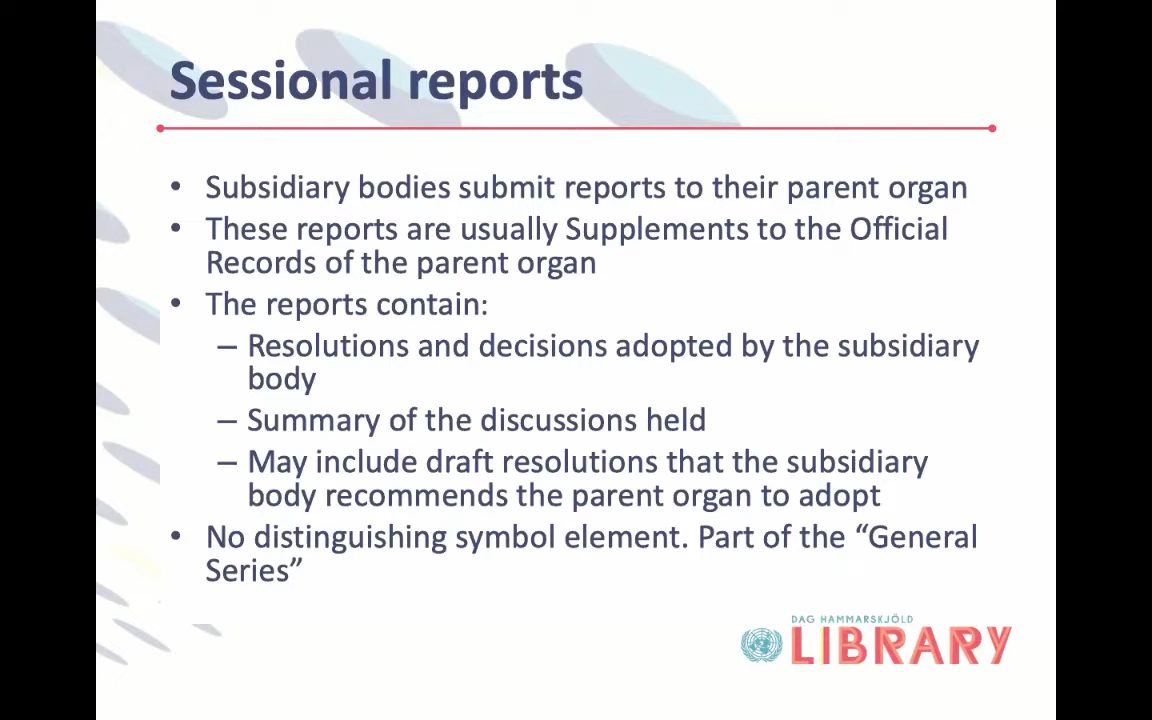 Sessional reports
• Subsidiary bodies submit reports to their parent organ
• These reports are usually Supplements to the Official
Records of the parent organ
• The reports contain:
– Resolutions and decisions adopted by the subsidiary
body
– Summary of the discussions held
– May include draft resolutions that the subsidiary
body recommends the parent organ to adopt
• No distinguishing symbol element. Part of the “General
Series”
DAG HAMMARSKJÖLD
LIBRARY